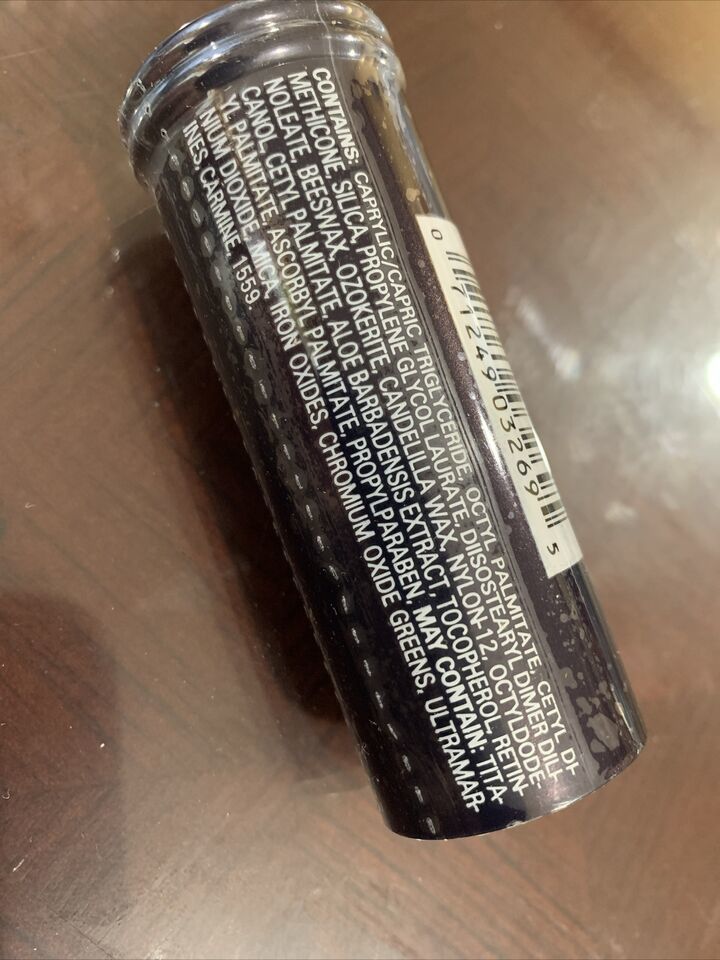 CONTAINS: CAPRYLIC/CAPRIC TRIGLYCERIDE, OCTYL PALMITATE, CETYL DI-
METHICONE, SILICA, PROPYLENE GLYCOL LAURATE, DIISOSTEARYL DIMER DILI-
NOLEATE, BEESWAX, OZOKERITE, CANDELILLA WAX, NYLON-12, OCTYLDODE-
CANOL, CETYL PALMITATE, ALOE BARBADENSIS EXTRACT, TOCOPHEROL, RETIN-
YL PALMITATE, ASCORBYL PALMITATE, PROPYLPARABEN, MAY CONTAIN: TITA-
NIUM DIOXIDE, MICA, IRON OXIDES, CHROMIUM OXIDE GREENS, ULTRAMAR-
INES, CARMINE. 1559
0 71249 03269 5